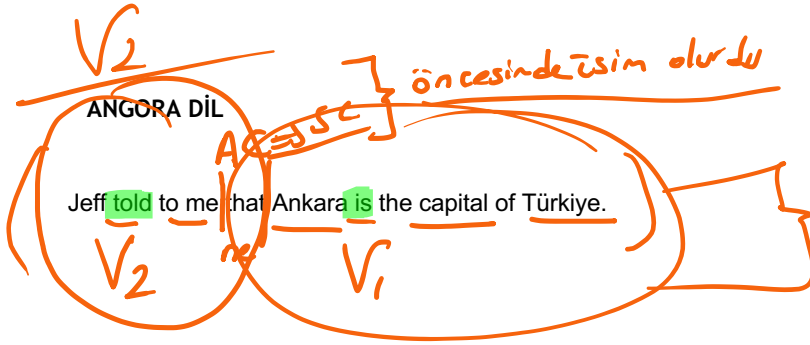 V2
öncesinde isim olurdu
ANGORA DİL
AC
Jeff told to me that Ankara is the capital of Türkiye.
ne
V2
V1